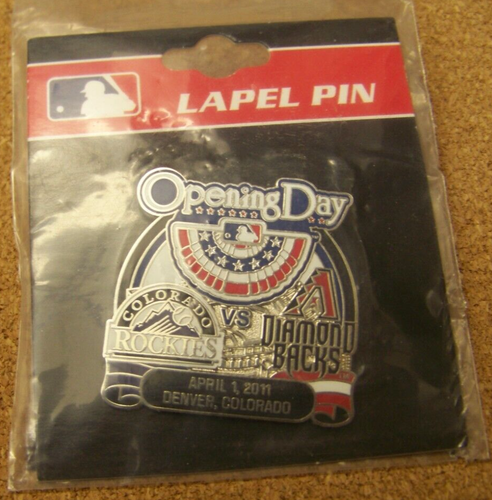 LAPEL PIN
Opening Day
COLORADO
ROCKIES
VS
A
DIAMOND
BACKS
APRIL 1, 2011
DENVER, COLORADO